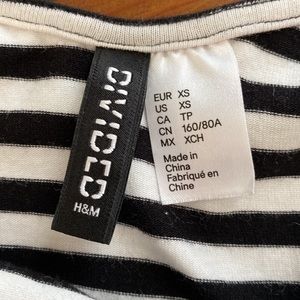 DIVIDED
H&M
EUR XS
US XS
CA TP
CN 160/80A
MX XCH
Made in
China
Fabriqué en
Chine